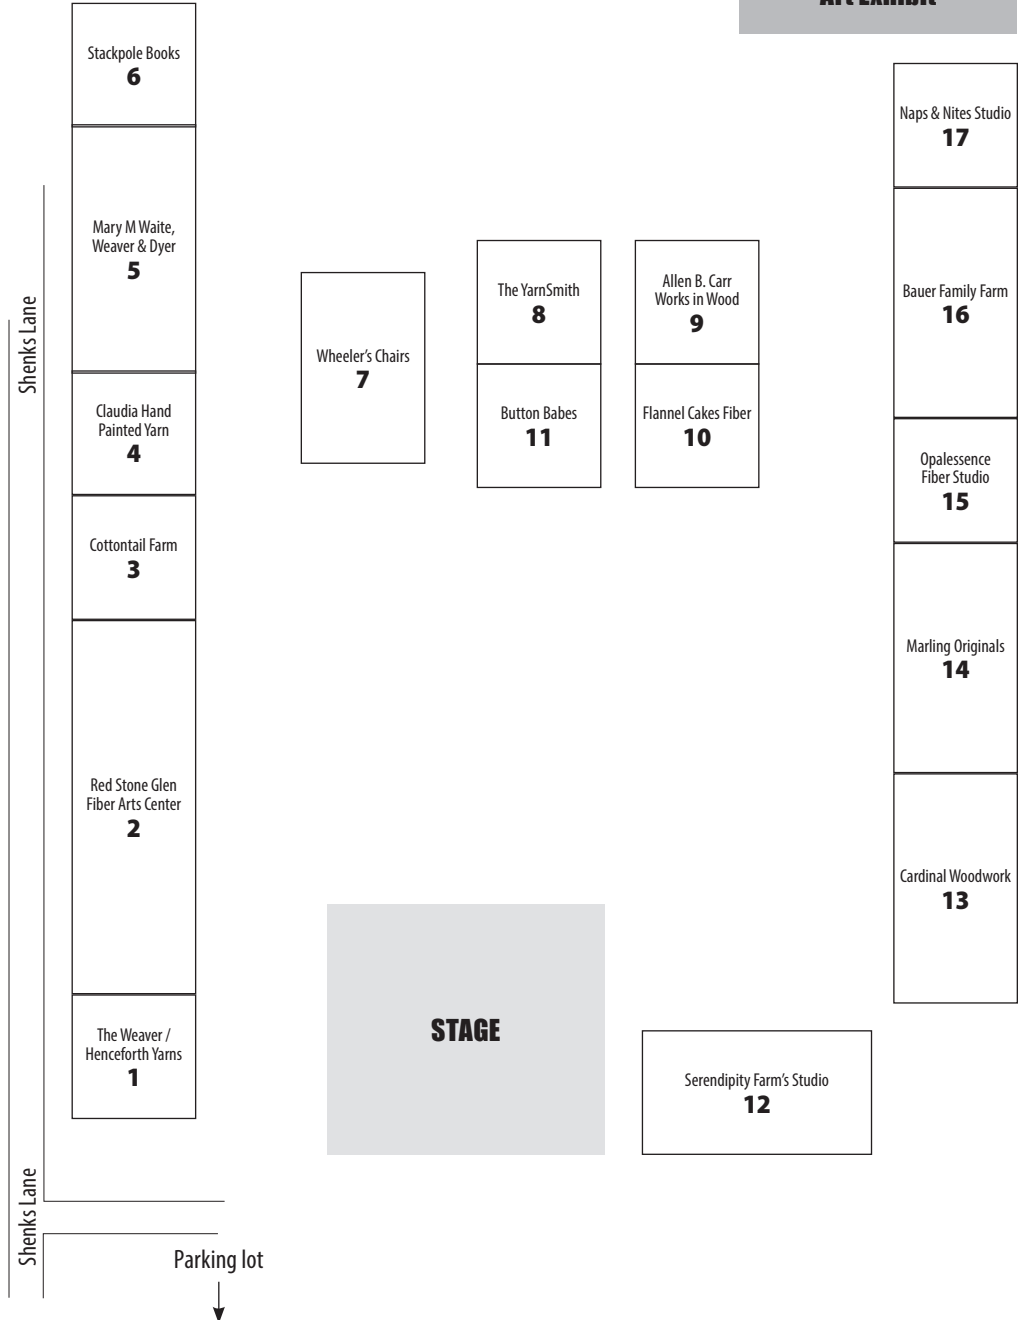 Art Exhibit
Stackpole Books
6
Naps & Nites Studio
17
Mary M Waite,
Weaver & Dyer
5
Shenks Lane
The YarnSmith
8
Allen B. Carr
Works in Wood
9
Bauer Family Farm
16
Wheeler's Chairs
7
Claudia Hand
Painted Yarn
4
Button Babes
11
Flannel Cakes Fiber
10
Opalessence
Fiber Studio
15
Cottontail Farm
3
Marling Originals
14
Red Stone Glen
Fiber Arts Center
2
Cardinal Woodwork
13
The Weaver /
Henceforth Yarns
1
STAGE
Serendipity Farm's Studio
12
Shenks Lane
Parking lot